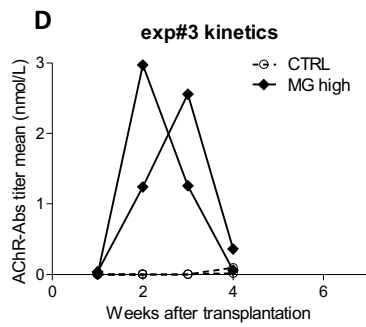 D
exp#3 kinetics
AChR-Abs titer mean (nmol/L)
3
2
1
0
CTRL
MG high
0 2 4 6
Weeks after transplantation